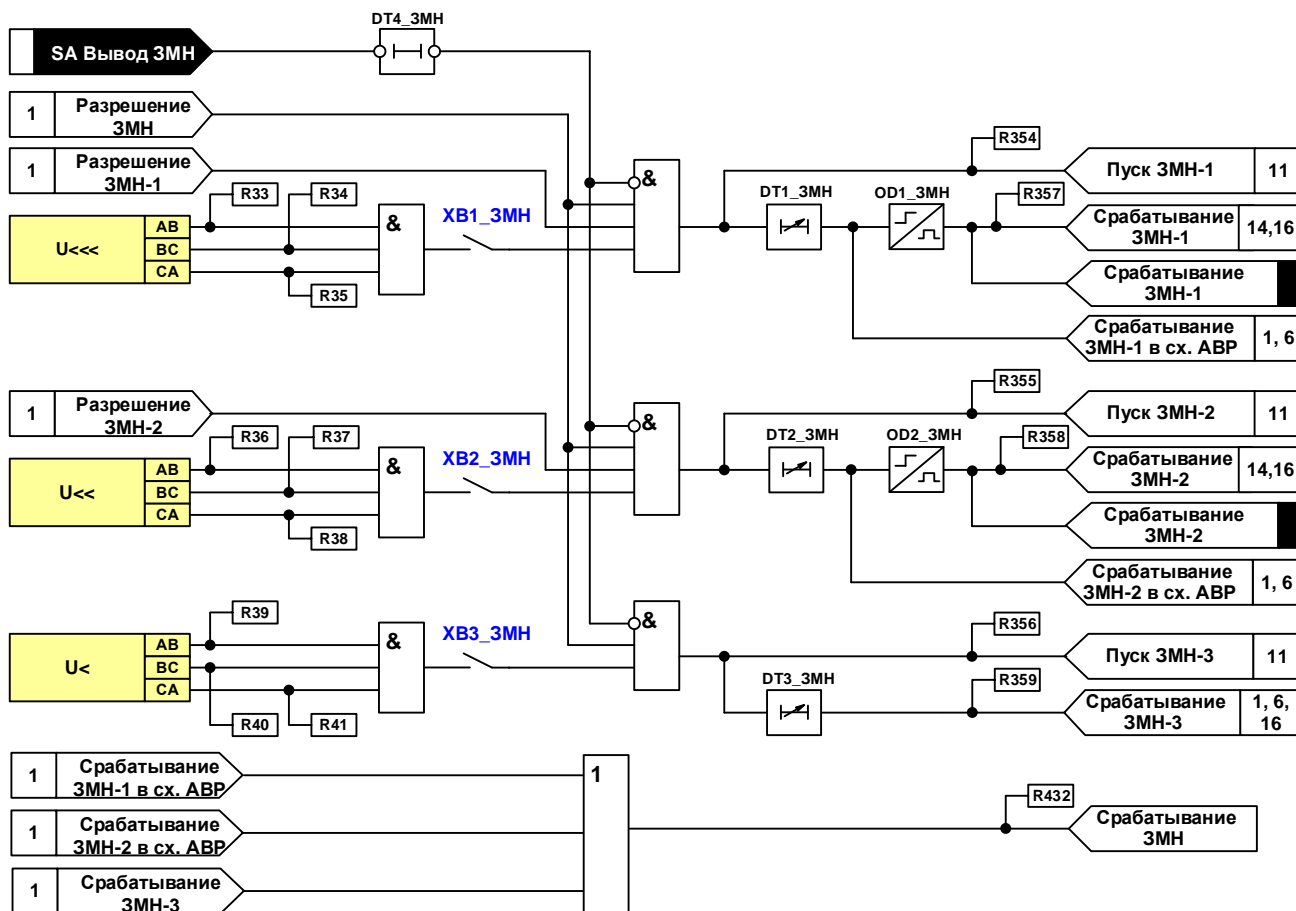 DT4_ЗМН
SA Вывод ЗМН
1
Разрешение
ЗМН
1
Разрешение
ЗМН-1
R33
R34
U<<<
AB
BC
CA
R35
&
XB1_ЗМН
&
R354
Пуск ЗМН-1
11
DT1_ЗМН
OD1_ЗМН
R357
Срабатывание
ЗМН-1
14,16
Срабатывание
ЗМН-1
Срабатывание
ЗМН-1 в сх. АВР
1, 6
1
Разрешение
ЗМН-2
R36
R37
U<<
AB
BC
CA
R38
&
XB2_ЗМН
&
R355
Пуск ЗМН-2
11
DT2_ЗМН
OD2_ЗМН
R358
Срабатывание
ЗМН-2
14,16
Срабатывание
ЗМН-2
Срабатывание
ЗМН-2 в сх. АВР
1, 6
R39
U<
AB
BC
CA
R40
R41
&
XB3_ЗМН
&
R356
Пуск ЗМН-3
11
DT3_ЗМН
R359
Срабатывание
ЗМН-3
1, 6,
16
1
Срабатывание
ЗМН-1 в сх. АВР
1
Срабатывание
ЗМН-2 в сх. АВР
1
Срабатывание
ЗМН-3
1
R432
Срабатывание
ЗМН